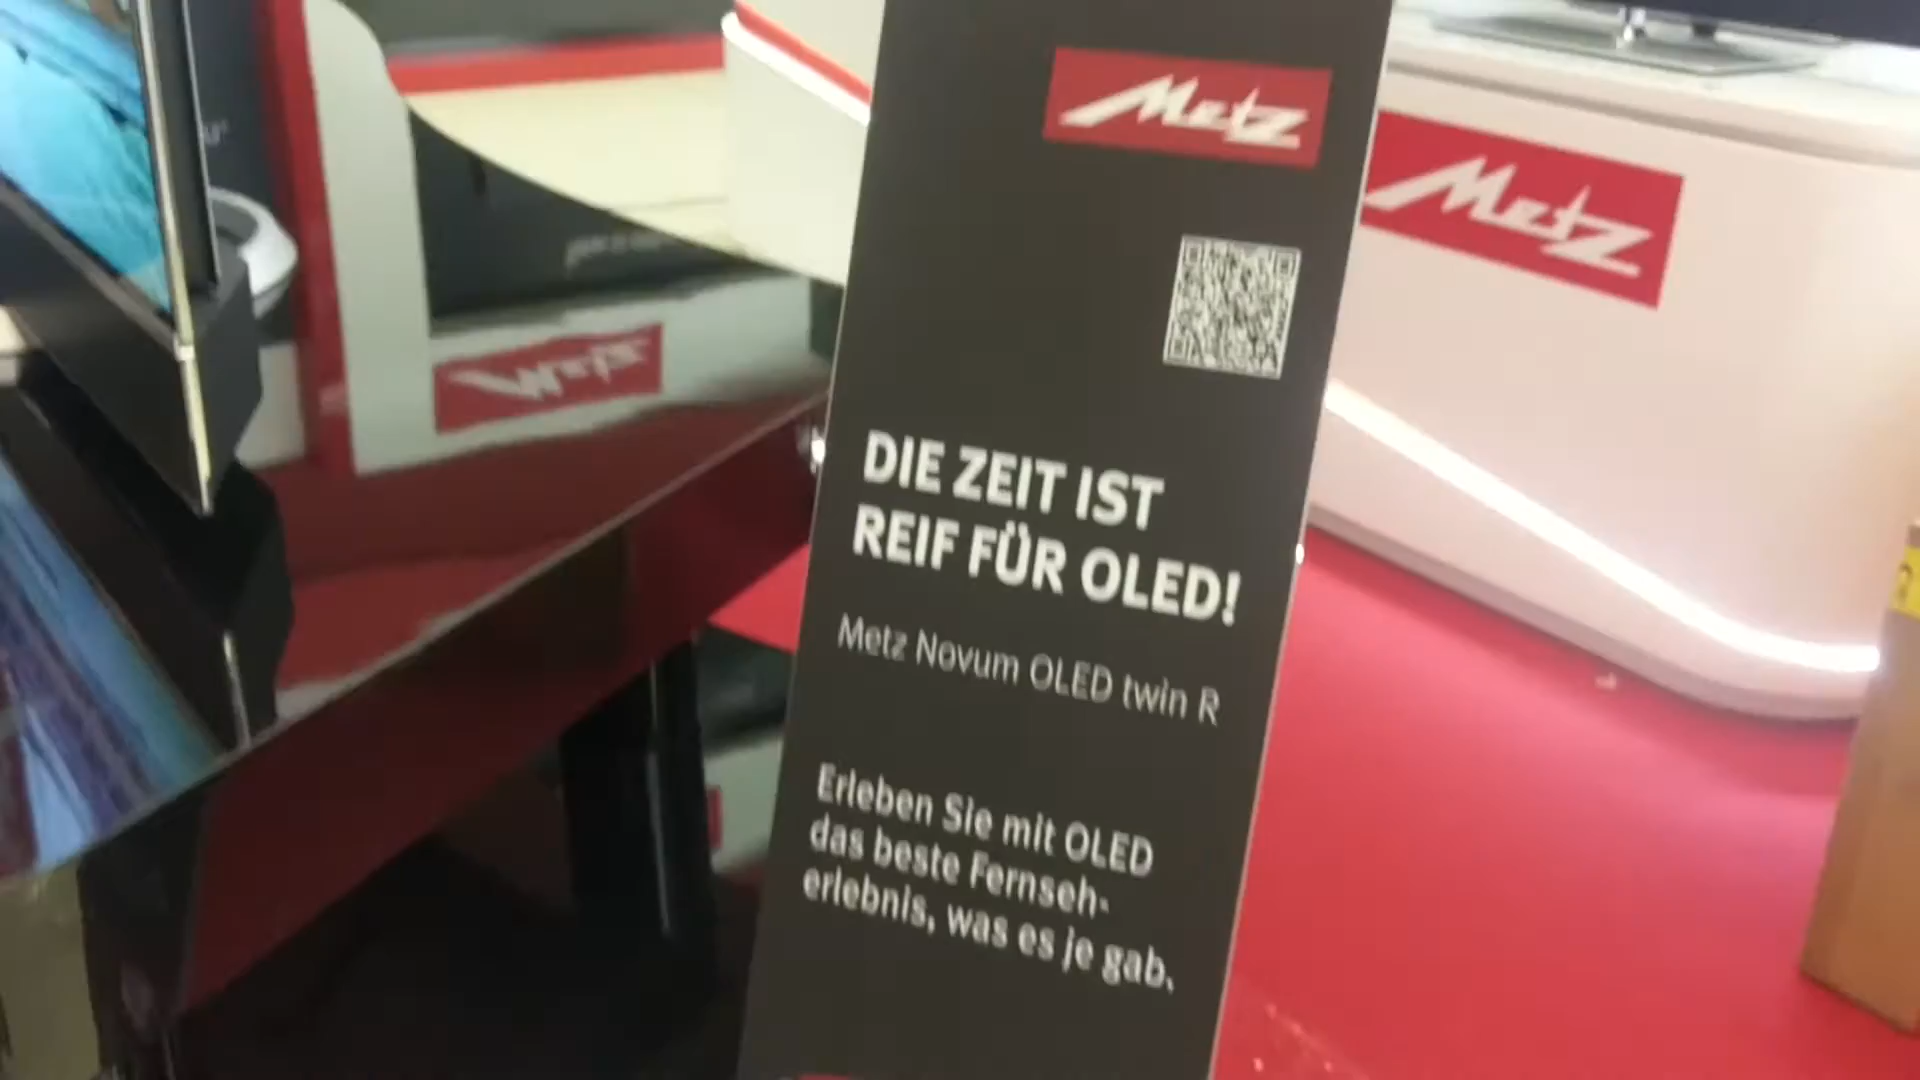 Metz
Metz
DIE ZEIT IST
REIF FÜR OLED!
Metz Novum OLED twin R
Erleben Sie mit OLED
das beste Fernseh-
erlebnis, was es je gab.